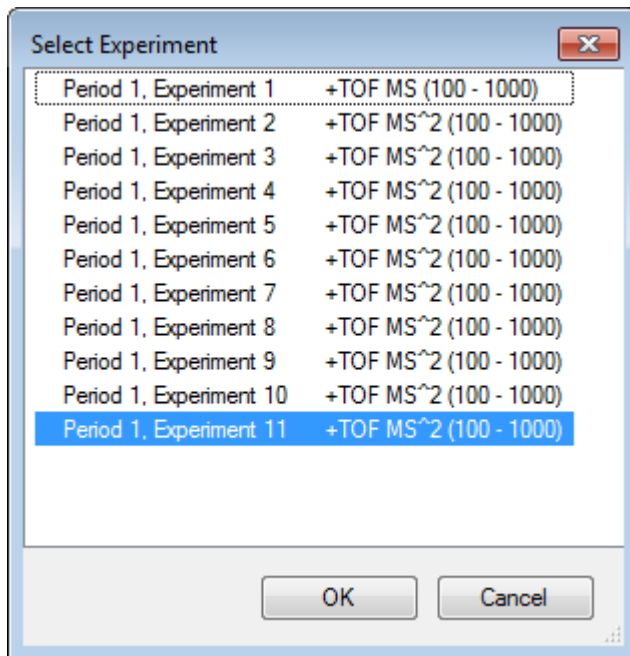 Select Experiment
Period 1, Experiment 1 +TOF MS (100 - 1000)
Period 1, Experiment 2 +TOF MS^2 (100 - 1000)
Period 1, Experiment 3 +TOF MS^2 (100 - 1000)
Period 1, Experiment 4 +TOF MS^2 (100 - 1000)
Period 1, Experiment 5 +TOF MS^2 (100 - 1000)
Period 1, Experiment 6 +TOF MS^2 (100 - 1000)
Period 1, Experiment 7 +TOF MS^2 (100 - 1000)
Period 1, Experiment 8 +TOF MS^2 (100 - 1000)
Period 1, Experiment 9 +TOF MS^2 (100 - 1000)
Period 1, Experiment 10 +TOF MS^2 (100 - 1000)
Period 1, Experiment 11 +TOF MS^2 (100 - 1000)
OK Cancel